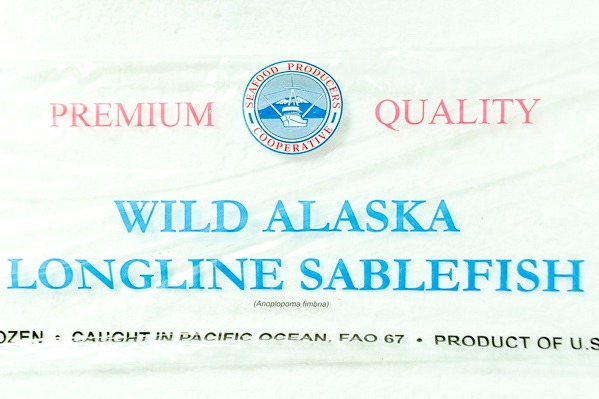 PREMIUM
SEAFOOD PRODUCERS
COOPERATIVE
QUALITY
WILD ALASKA
LONGLINE SABLEFISH
(Anoplopoma fimbria)
OZEN • CAUGHT IN PACIFIC OCEAN, FAO 67 • PRODUCT OF U.S